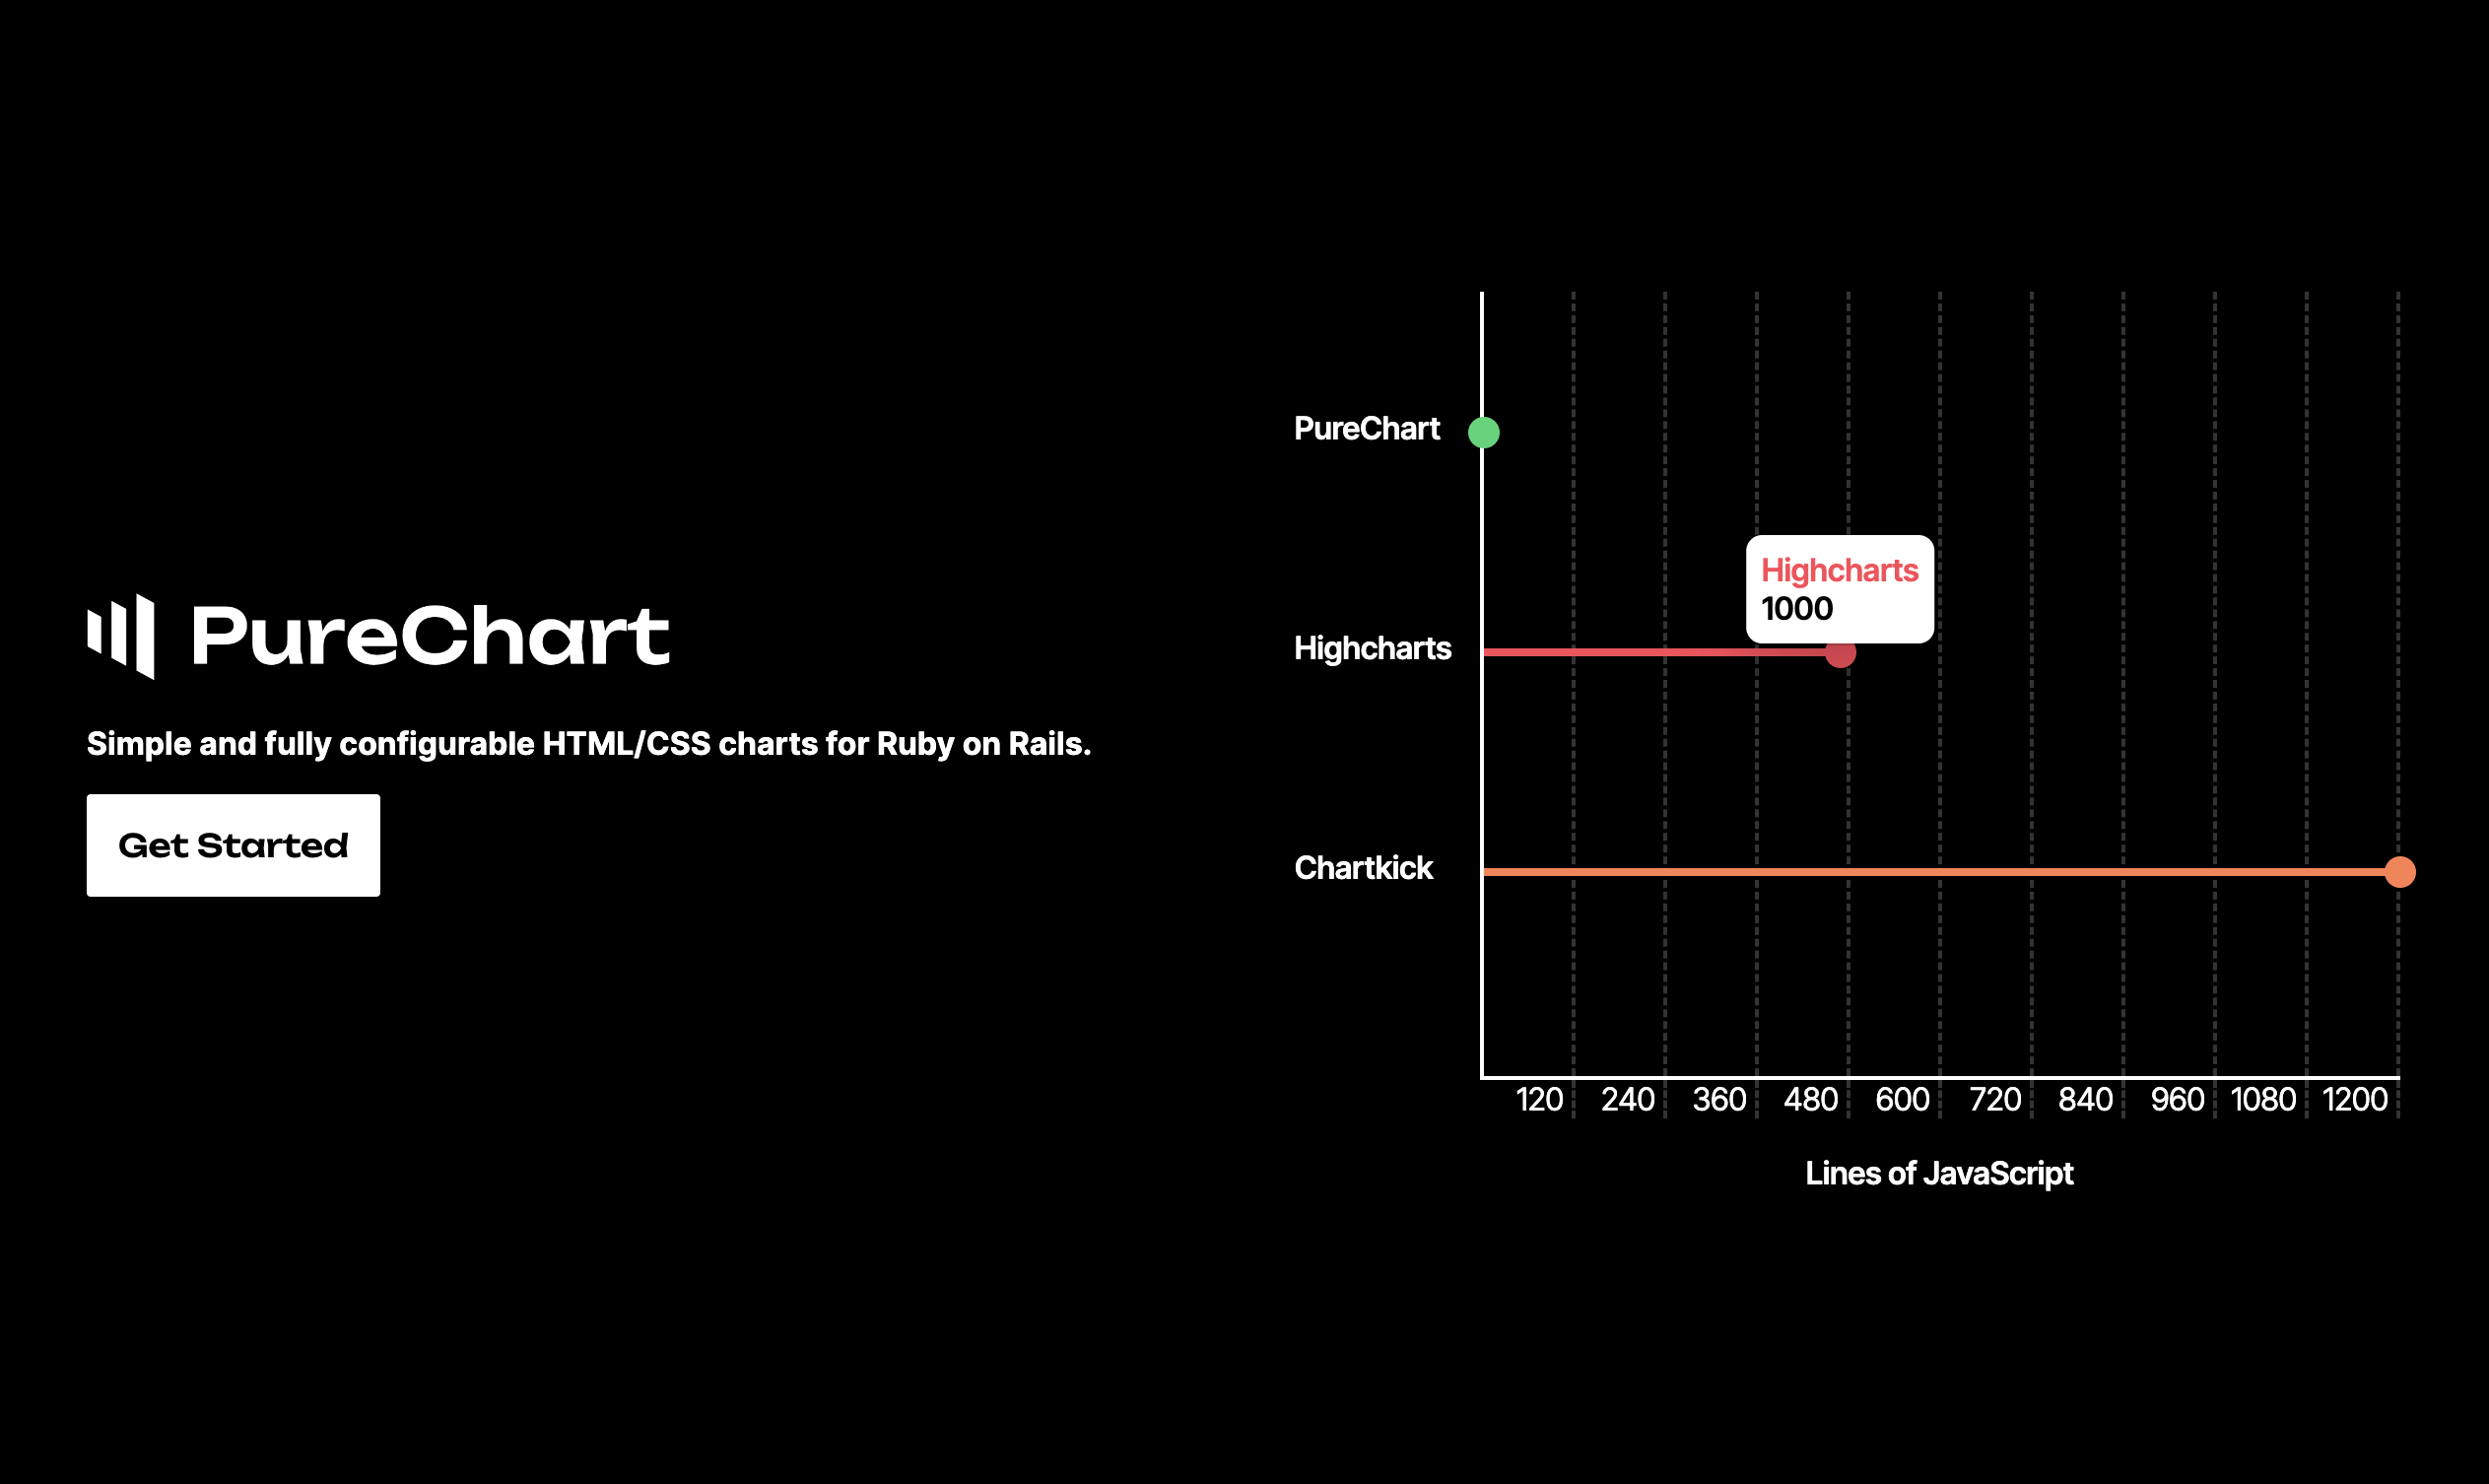 PureChart
Simple and fully configurable HTML/CSS charts for Ruby on Rails.
Get Started
PureChart
Highcharts
1000
Highcharts
Chartkick
120 240 360 480 600 720 840 960 1080 1200
Lines of JavaScript